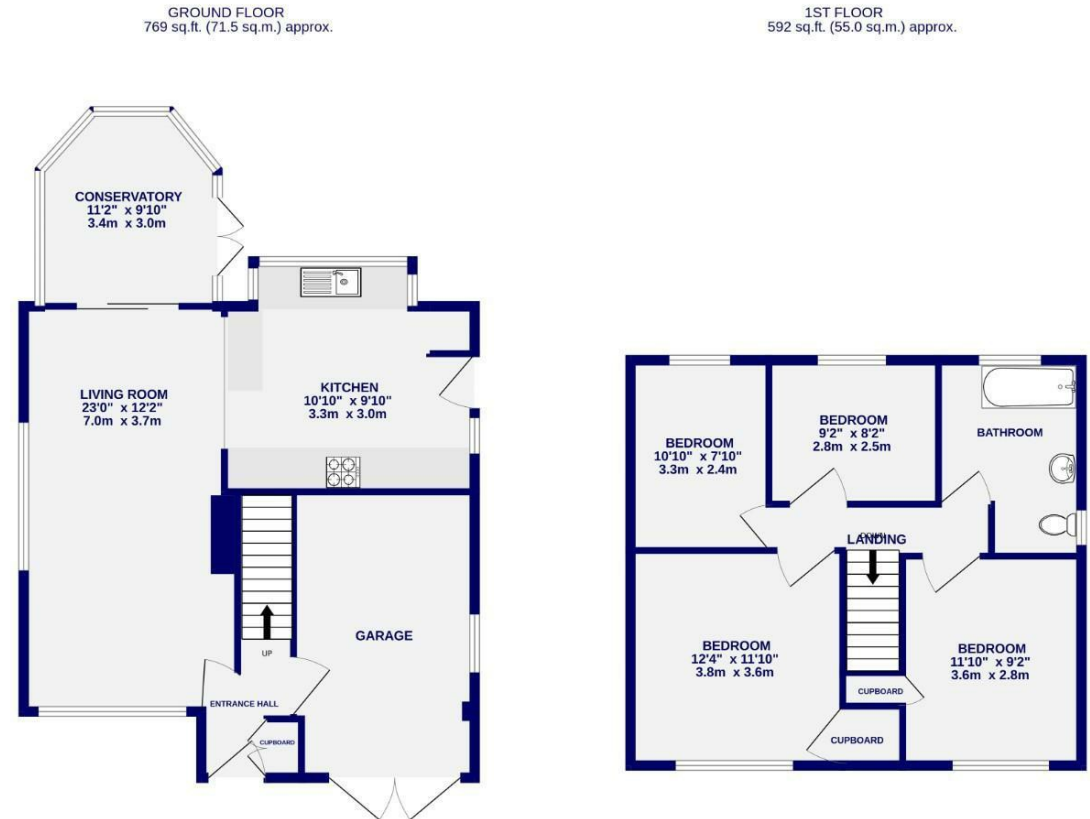 GROUND FLOOR
769 sq.ft. (71.5 sq.m.) approx.
CONSERVATORY
11'2" x 9'10"
3.4m x 3.0m
LIVING ROOM
23'0" x 12'2"
7.0m x 3.7m
KITCHEN
10'10" x 9'10"
3.3m x 3.0m
GARAGE
UP
ENTRANCE HALL
CUPBOARD
1ST FLOOR
592 sq.ft. (55.0 sq.m.) approx.
BEDROOM
10'10" x 7'10"
3.3m x 2.4m
BEDROOM
9'2" x 8'2"
2.8m x 2.5m
BATHROOM
DOWN
LANDING
BEDROOM
12'4" x 11'10"
3.8m x 3.6m
BEDROOM
11'10" x 9'2"
3.6m x 2.8m
CUPBOARD
CUPBOARD